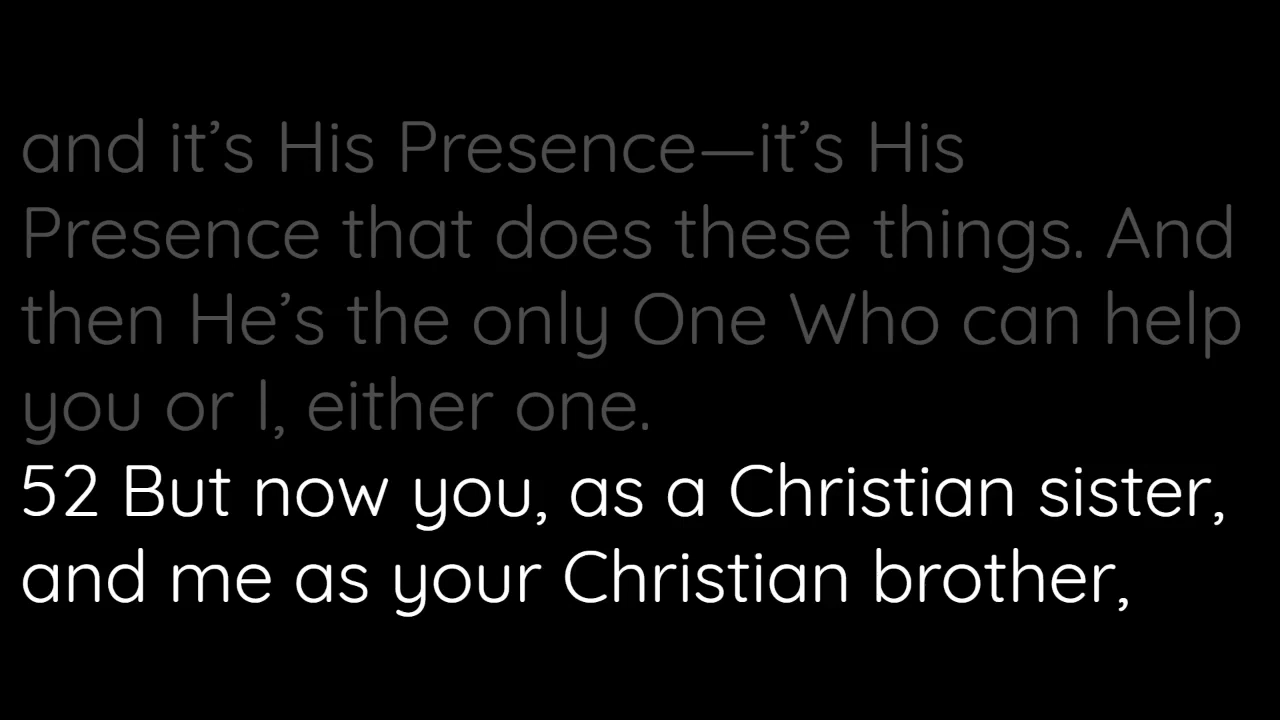 and it’s His Presence—it’s His
Presence that does these things. And
then He’s the only One Who can help
you or I, either one.
52 But now you, as a Christian sister,
and me as your Christian brother,